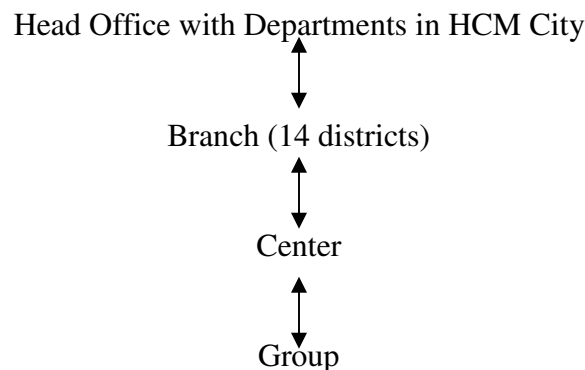 Head Office with Departments in HCM City
Branch (14 districts)
Center
Group